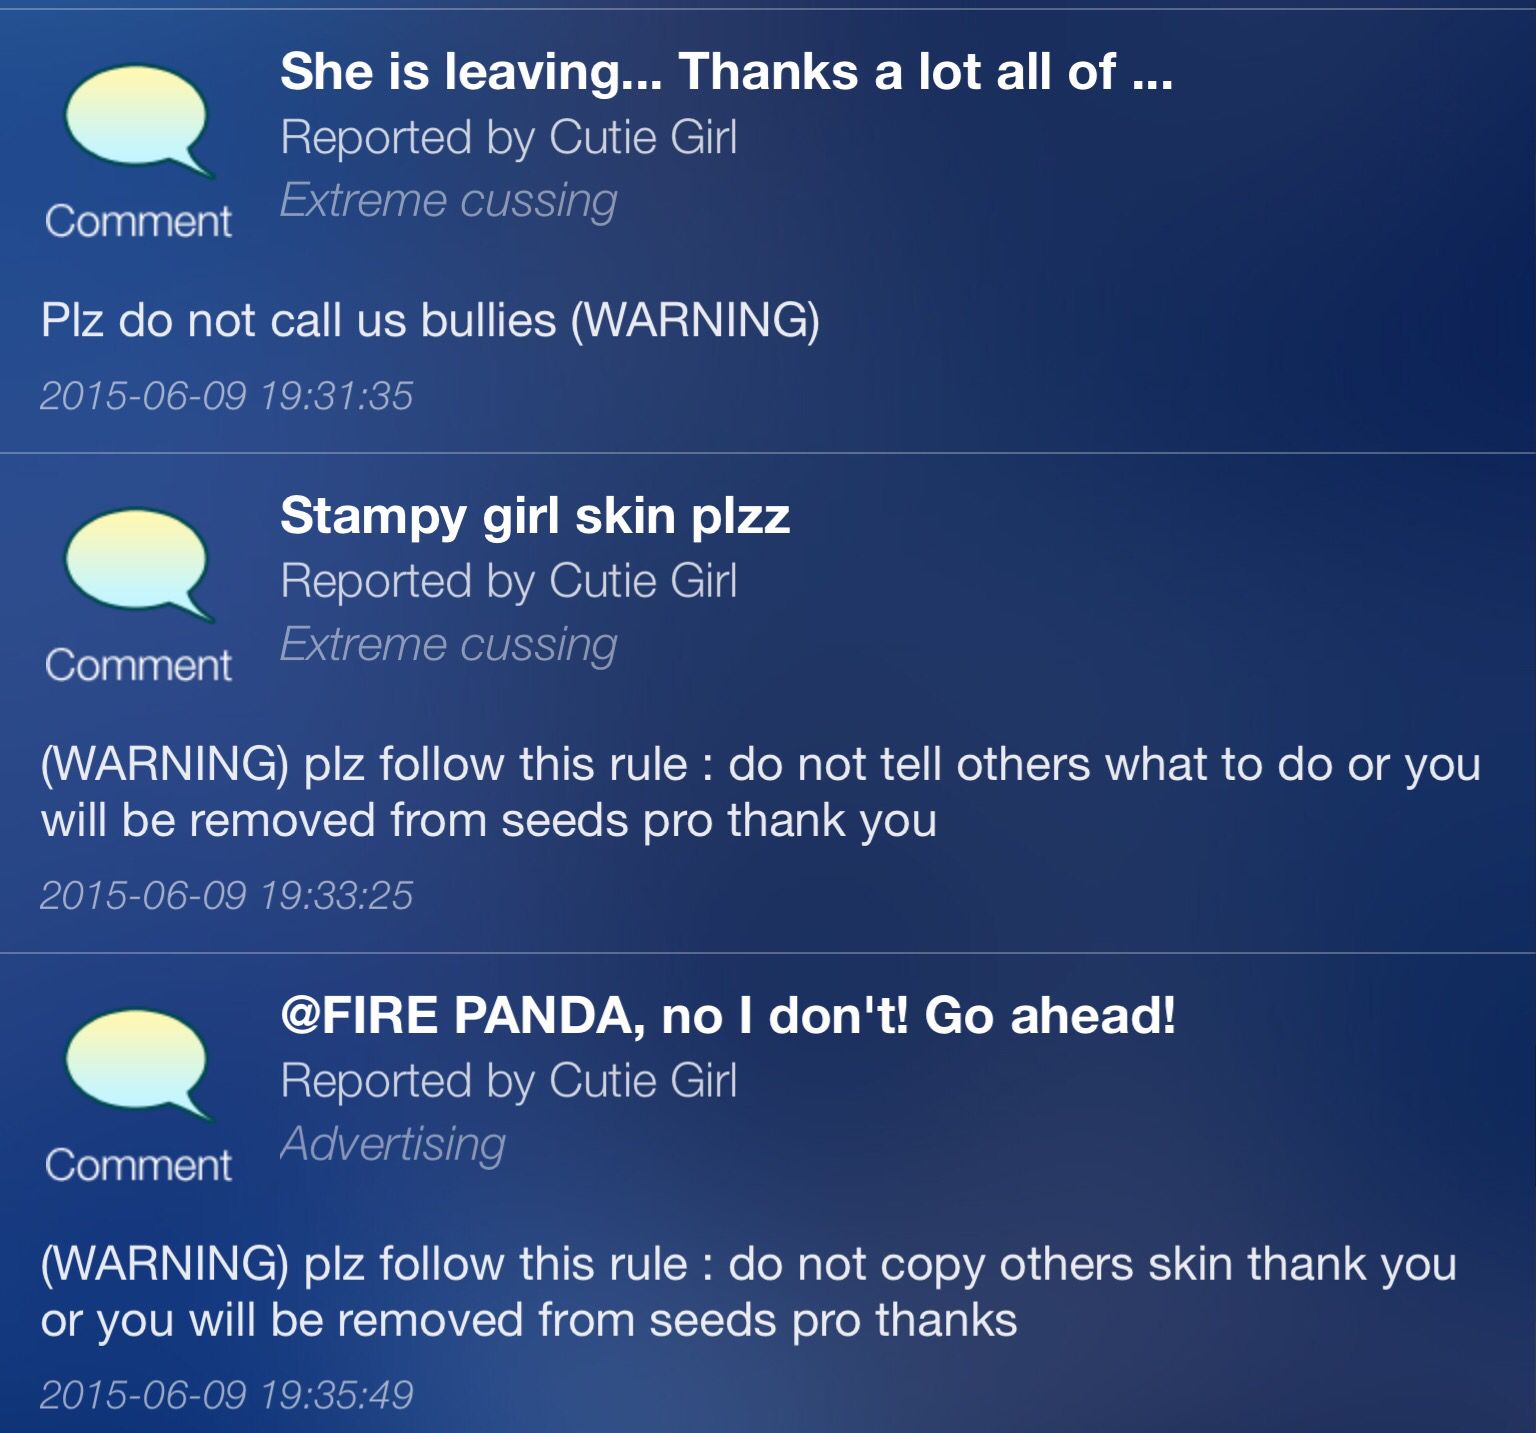 She is leaving... Thanks a lot all of ...
Reported by Cutie Girl
Extreme cussing
Comment
Plz do not call us bullies (WARNING)
2015-06-09 19:31:35
Stampy girl skin plzz
Reported by Cutie Girl
Extreme cussing
Comment
(WARNING) plz follow this rule : do not tell others what to do or you
will be removed from seeds pro thank you
2015-06-09 19:33:25
@FIRE PANDA, no I don't! Go ahead!
Reported by Cutie Girl
Advertising
Comment
(WARNING) plz follow this rule : do not copy others skin thank you
or you will be removed from seeds pro thanks
2015-06-09 19:35:49